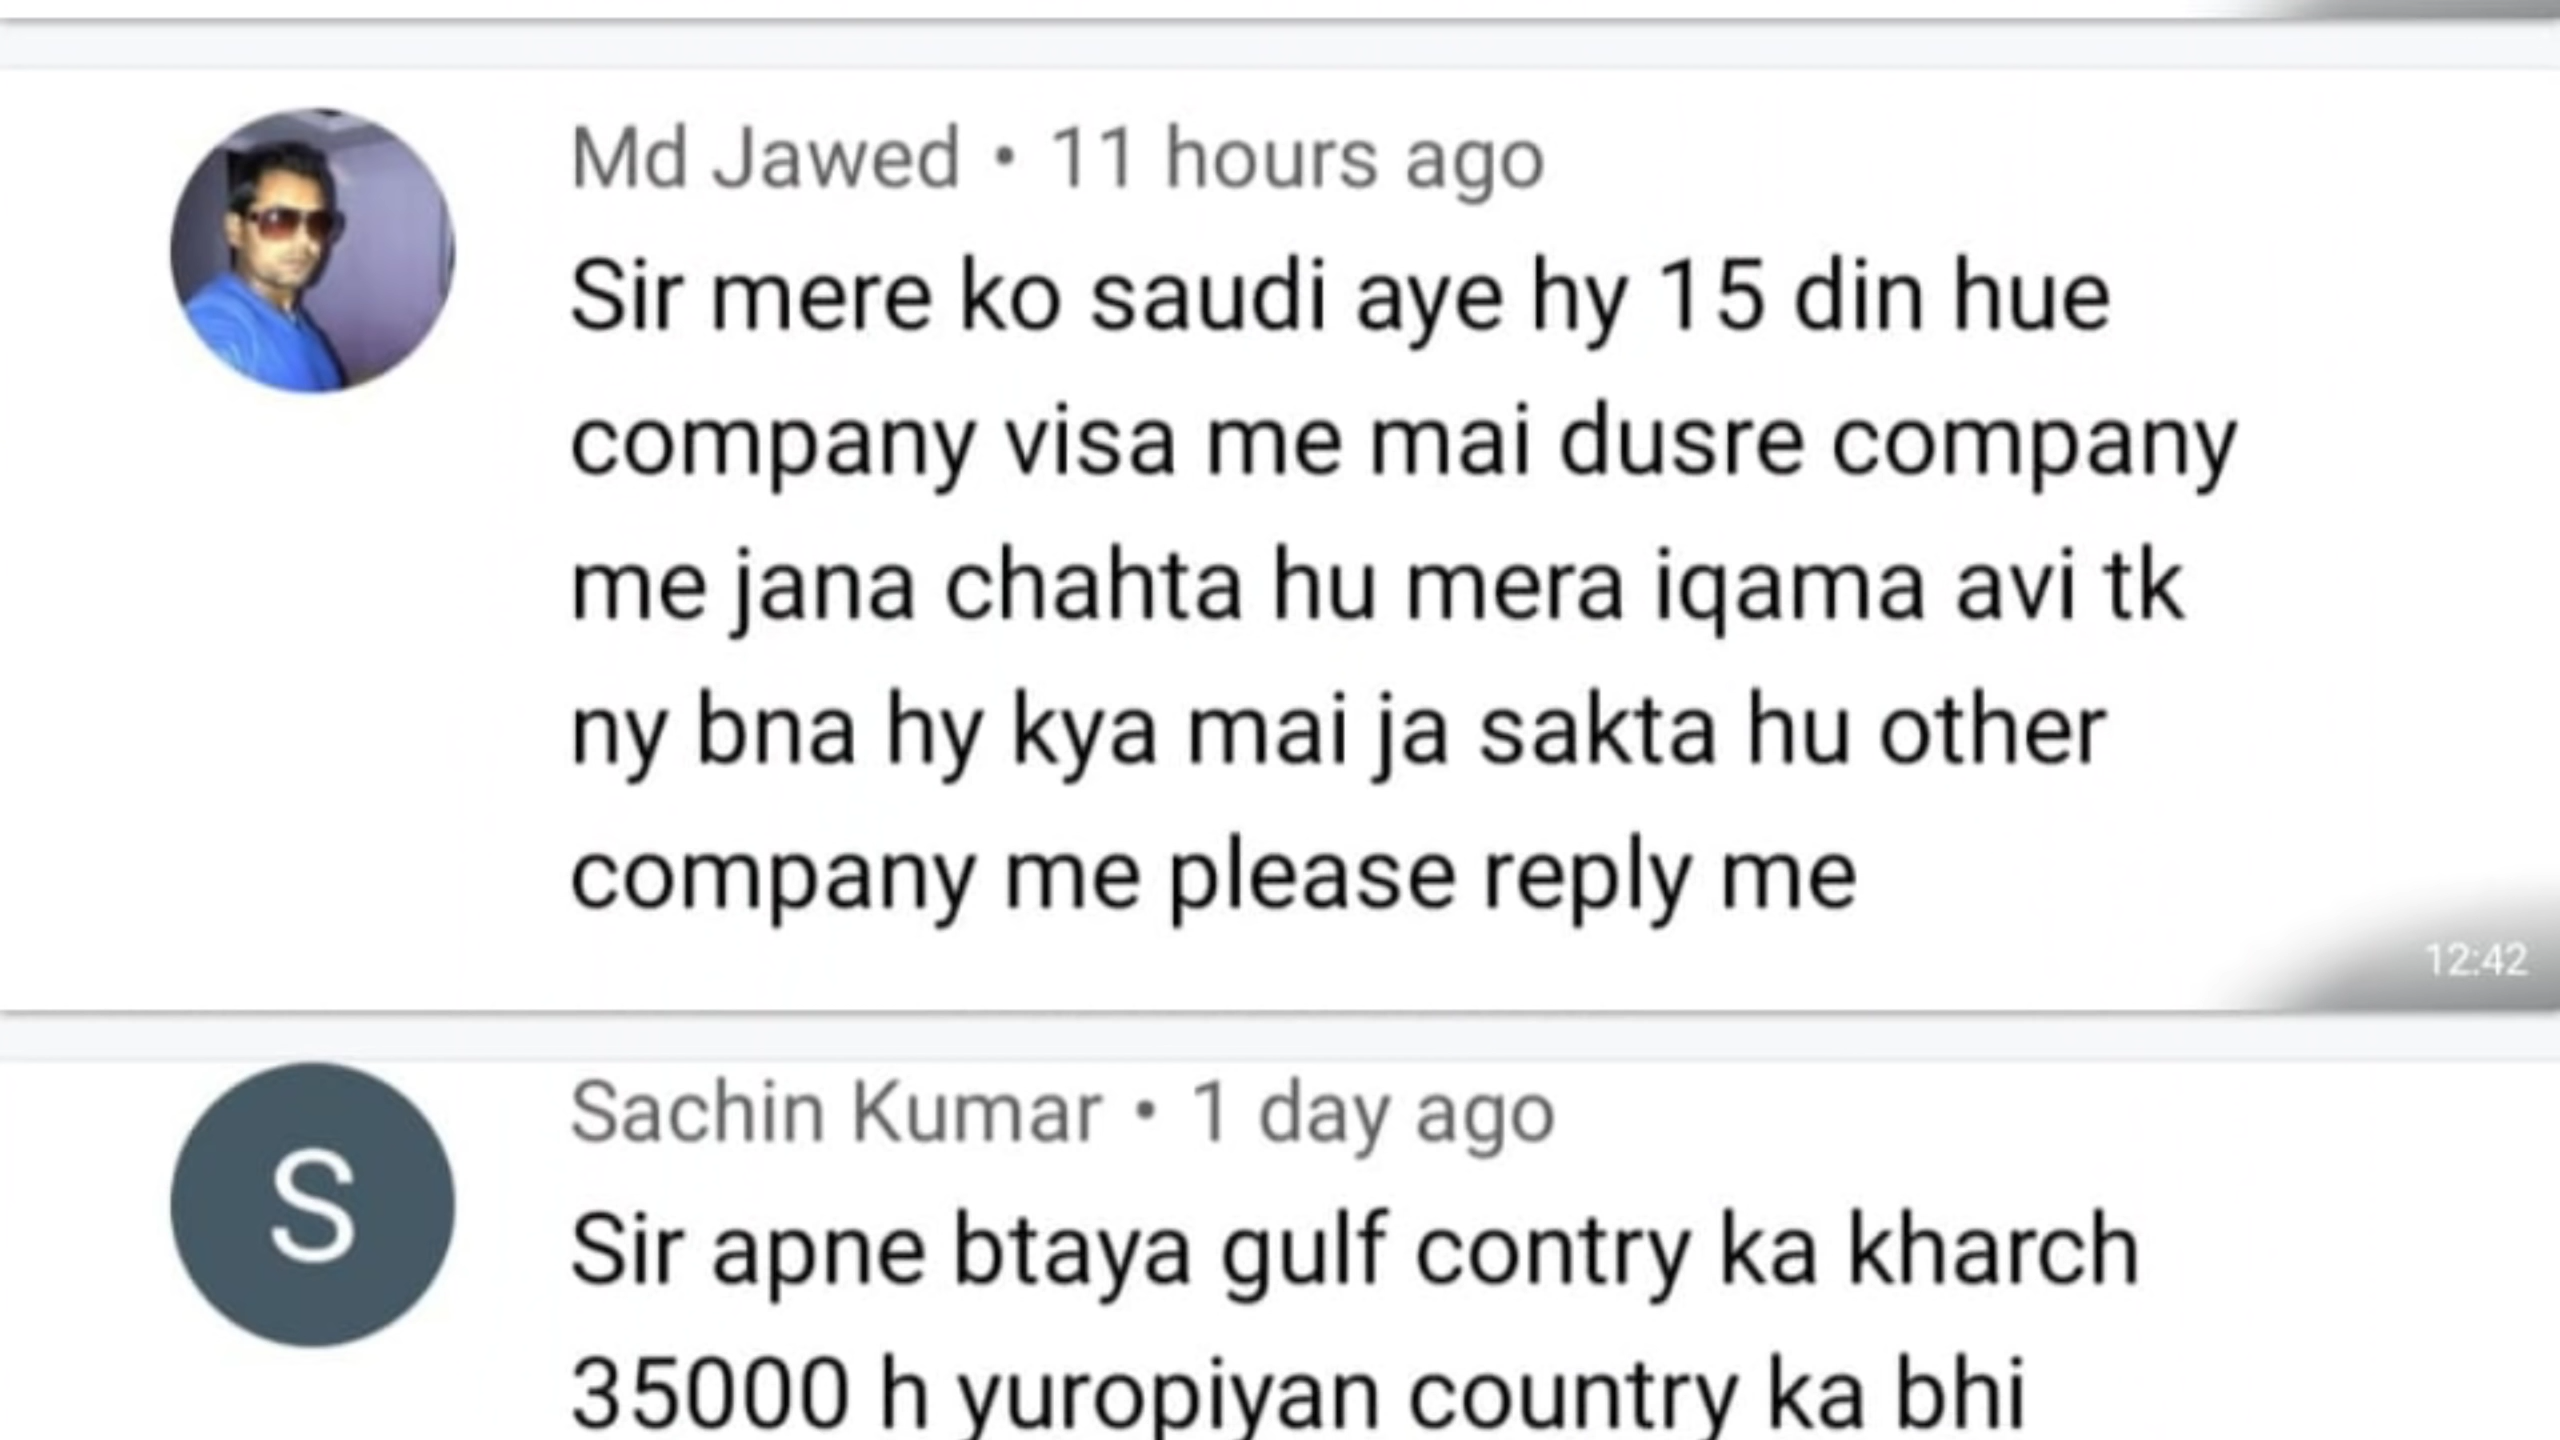 Md Jawed • 11 hours ago
Sir mere ko saudi aye hy 15 din hue
company visa me mai dusre company
me jana chahta hu mera iqama avi tk
ny bna hy kya mai ja sakta hu other
company me please reply me
12:42
S
Sachin Kumar • 1 day ago
Sir apne btaya gulf contry ka kharch
35000 h yuropiyan country ka bhi